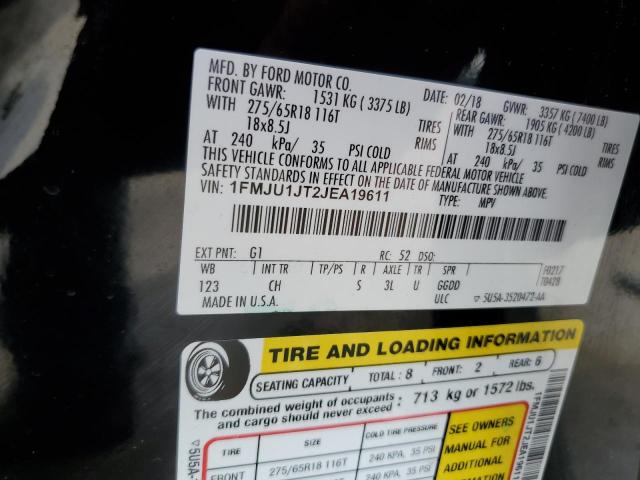 MFD. BY FORD MOTOR CO.
DATE: 02/18 GVWR: 3357 KG (7400 LB)
FRONT GAWR: 1531 KG (3375 LB) REAR GAWR: 1905 KG (4200 LB)
WITH 275/65R18 116T TIRES WITH 275/65R18 116T TIRES
18x8.5J RIMS 18x8.5J
AT 240 kPa/ 35 PSI COLD AT 240 kPa/ 35 PSI COLD
THIS VEHICLE CONFORMS TO ALL APPLICABLE FEDERAL MOTOR VEHICLE
SAFETY STANDARDS IN EFFECT ON THE DATE OF MANUFACTURE SHOWN ABOVE.
VIN: 1FMJU1JT2JEA19611 TYPE: MPV
EXT PNT: G1 RC: 52 DSO:
WB INT TR TP/PS R AXLE TR SPR F0217
123 CH S 3L U GGDD T0428
MADE IN U.S.A. ULC ▽5U5A-3520472-AA
TIRE AND LOADING INFORMATION
SEATING CAPACITY TOTAL: 8 FRONT: 2 REAR: 6
The combined weight of occupants and cargo should never exceed: 713 kg or 1572 lbs.
TIRE SIZE COLD TIRE PRESSURE SEE OWNERS
MANUAL FOR
ADDITIONAL
FRONT 275/65R18 116T 240 KPA, 35 PSI
▽5U5A-
1FMJU1JT2JEA19611